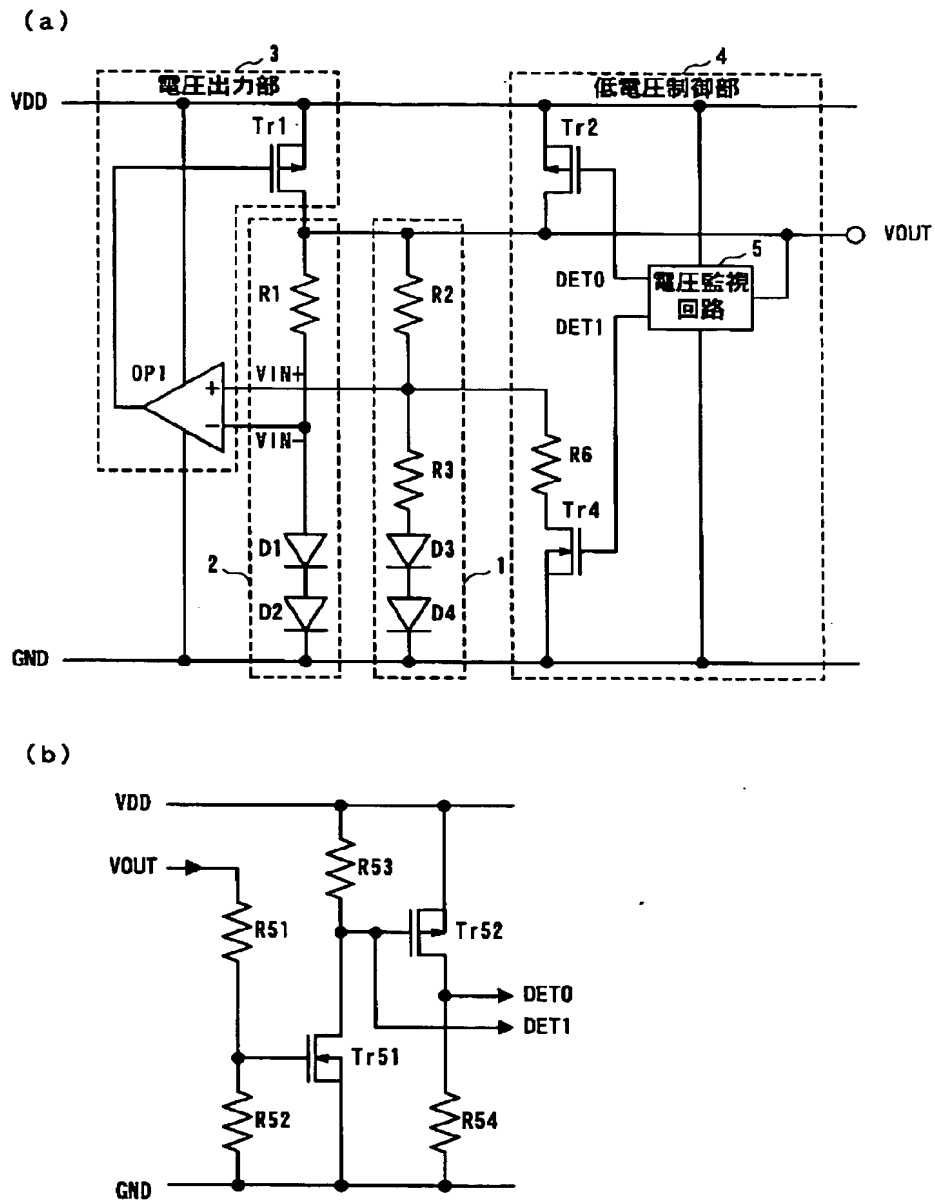 (a)
3
電圧出力部
4
低電圧制御部
VDD
Tr1
Tr2
VOUT
5
電圧監視
回路
DET0
DET1
R1
R2
OP1
+
VIN+
−
VIN−
R3
R6
Tr4
D1
D3
2
1
D2
D4
GND
(b)
VDD
VOUT
R53
R51
Tr52
DET0
DET1
Tr51
R52
R54
GND